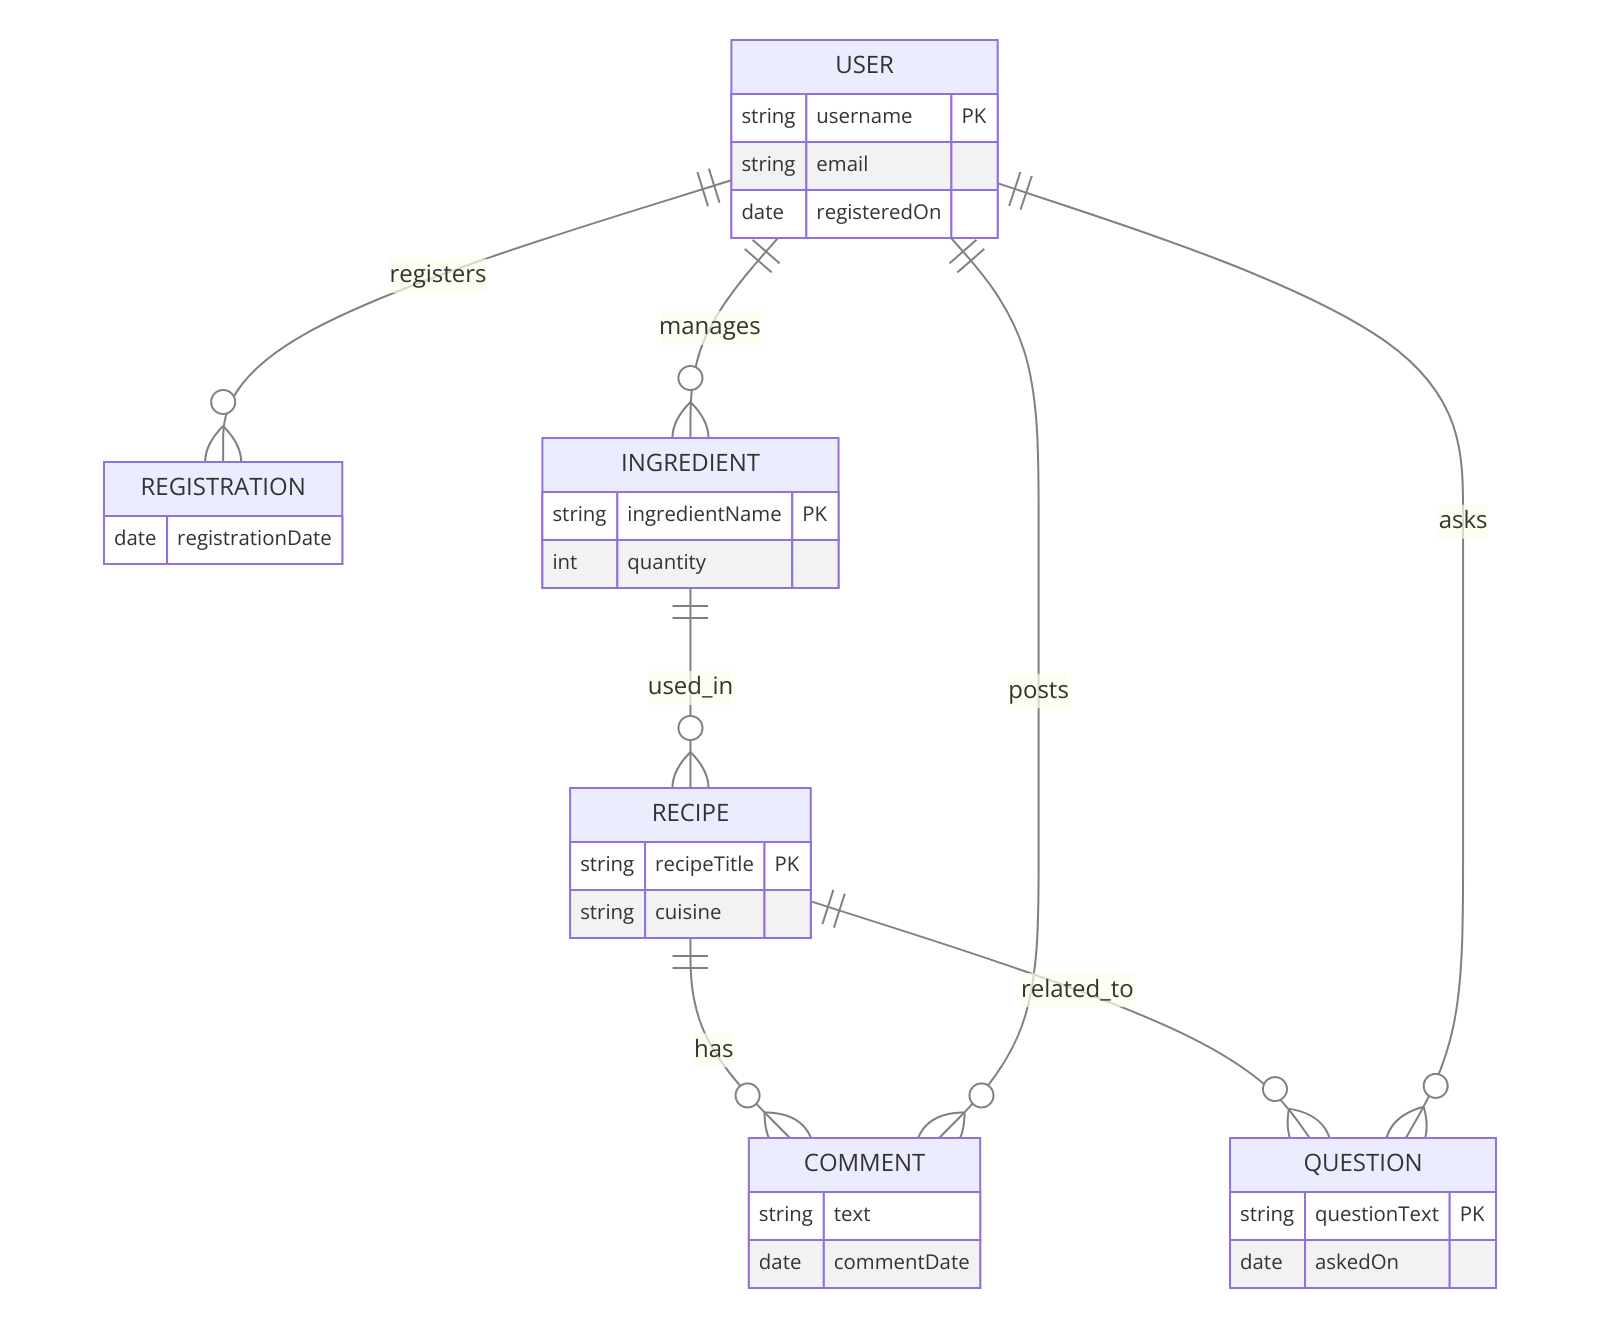 USER
string username PK
string email
date registeredOn
registers
manages
REGISTRATION
date registrationDate
INGREDIENT
string ingredientName PK
int quantity
asks
used_in
posts
RECIPE
string recipeTitle PK
string cuisine
related_to
has
COMMENT
string text
date commentDate
QUESTION
string questionText PK
date askedOn